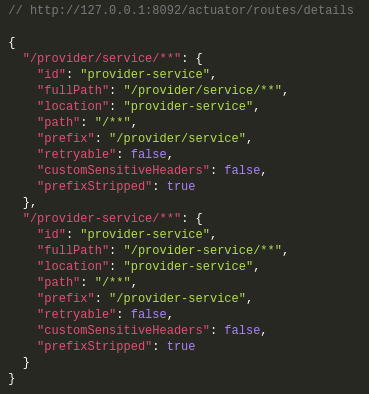 // http://127.0.0.1:8092/actuator/routes/details
{
"/provider/service/**": {
"id": "provider-service",
"fullPath": "/provider/service/**",
"location": "provider-service",
"path": "/**",
"prefix": "/provider/service",
"retryable": false,
"customSensitiveHeaders": false,
"prefixStripped": true
},
"/provider-service/**": {
"id": "provider-service",
"fullPath": "/provider-service/**",
"location": "provider-service",
"path": "/**",
"prefix": "/provider-service",
"retryable": false,
"customSensitiveHeaders": false,
"prefixStripped": true
}
}